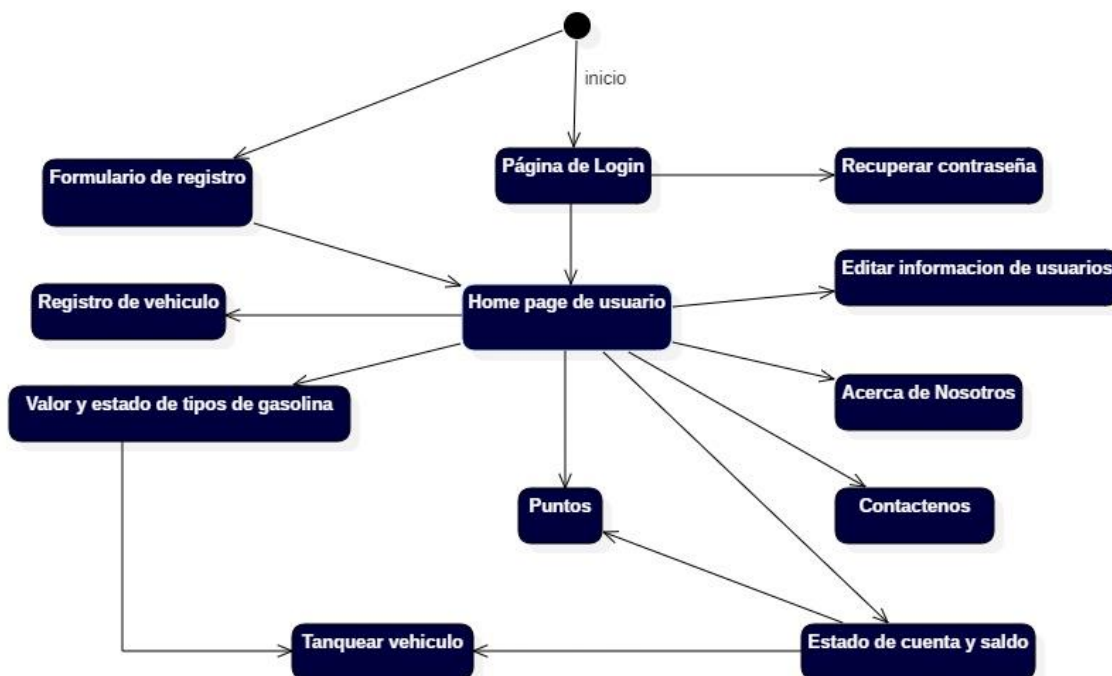 inicio
Formulario de registro
Página de Login
Recuperar contraseña
Editar informacion de usuarios
Registro de vehiculo
Home page de usuario
Valor y estado de tipos de gasolina
Acerca de Nosotros
Puntos
Contactenos
Tanquear vehiculo
Estado de cuenta y saldo